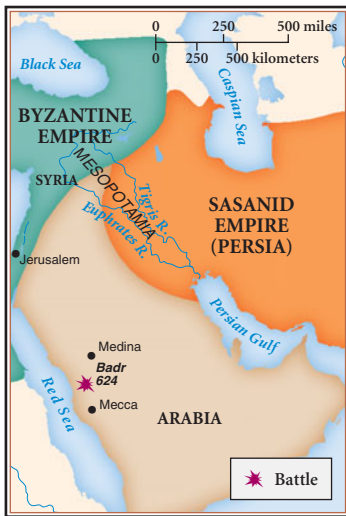 0 250 500 miles
0 250 500 kilometers
Black Sea
Caspian Sea
BYZANTINE
EMPIRE
MESOPOTAMIA
SYRIA
Tigris R.
Euphrates R.
SASANID
EMPIRE
(PERSIA)
Jerusalem
Persian Gulf
Medina
Badr
624
Mecca
Red Sea
ARABIA
Battle